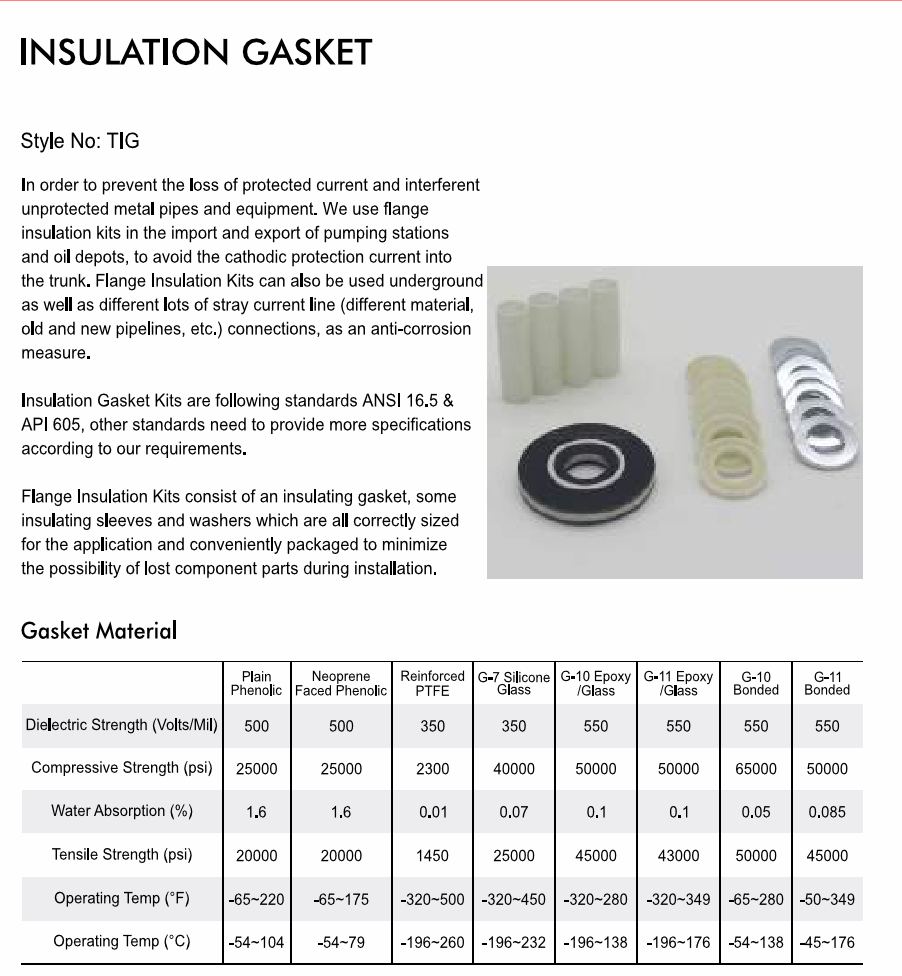 INSULATION GASKET
Style No: TIG
In order to prevent the loss of protected current and interferent
unprotected metal pipes and equipment. We use flange
insulation kits in the import and export of pumping stations
and oil depots, to avoid the cathodic protection current into
the trunk. Flange Insulation Kits can also be used underground
as well as different lots of stray current line (different material,
old and new pipelines, etc.) connections, as an anti-corrosion
measure.
Insulation Gasket Kits are following standards ANSI 16.5 &
API 605, other standards need to provide more specifications
according to our requirements.
Flange Insulation Kits consist of an insulating gasket, some
insulating sleeves and washers which are all correctly sized
for the application and conveniently packaged to minimize
the possibility of lost component parts during installation.
Gasket Material
Plain Neoprene Reinforced G-7 Silicone G-10 Epoxy G-11 Epoxy G-10 G-11
Phenolic Faced Phenolic PTFE Glass /Glass /Glass Bonded Bonded
Dielectric Strength (Volts/Mil) 500 500 350 350 550 550 550 550
Compressive Strength (psi) 25000 25000 2300 40000 50000 50000 65000 50000
Water Absorption (%) 1.6 1.6 0.01 0.07 0.1 0.1 0.05 0.085
Tensile Strength (psi) 20000 20000 1450 25000 45000 43000 50000 45000
Operating Temp (°F) -65~220 -65~175 -320~500 -320~450 -320~280 -320~349 -65~280 -50~349
Operating Temp (°C) -54~104 -54~79 -196~260 -196~232 -196~138 -196~176 -54~138 -45~176